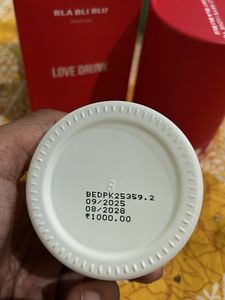 BLA BLI BLU
LOVE DRUNK
BEDPK25359.2
09/2025
08/2028
₹1000.00